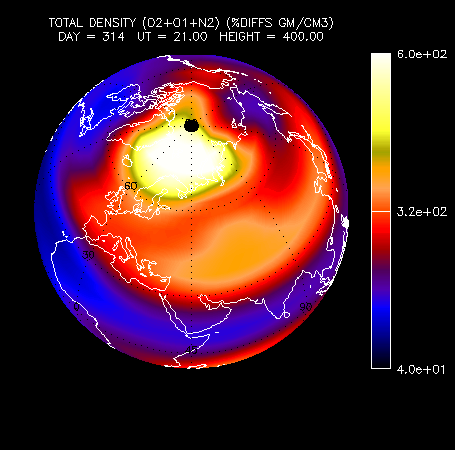 TOTAL DENSITY (O2+O1+N2) (%DIFFS GM/CM3)
DAY = 314 UT = 21.00 HEIGHT = 400.00
6.0e+02
60
3.2e+02
30
0
90
4.0e+01